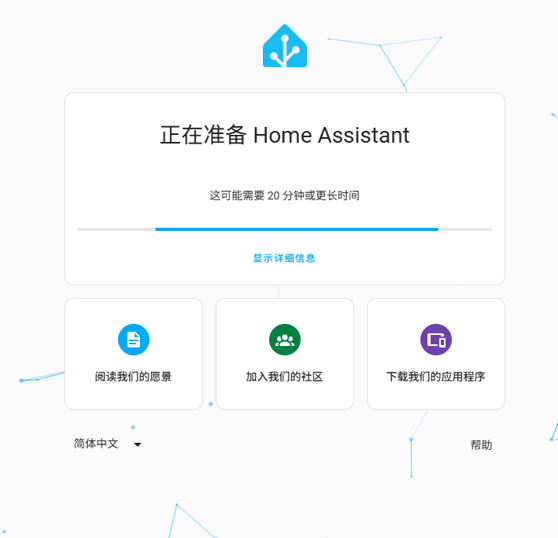 正在准备 Home Assistant
这可能需要 20 分钟或更长时间
显示详细信息
阅读我们的愿景
加入我们的社区
下载我们的应用程序
简体中文
帮助